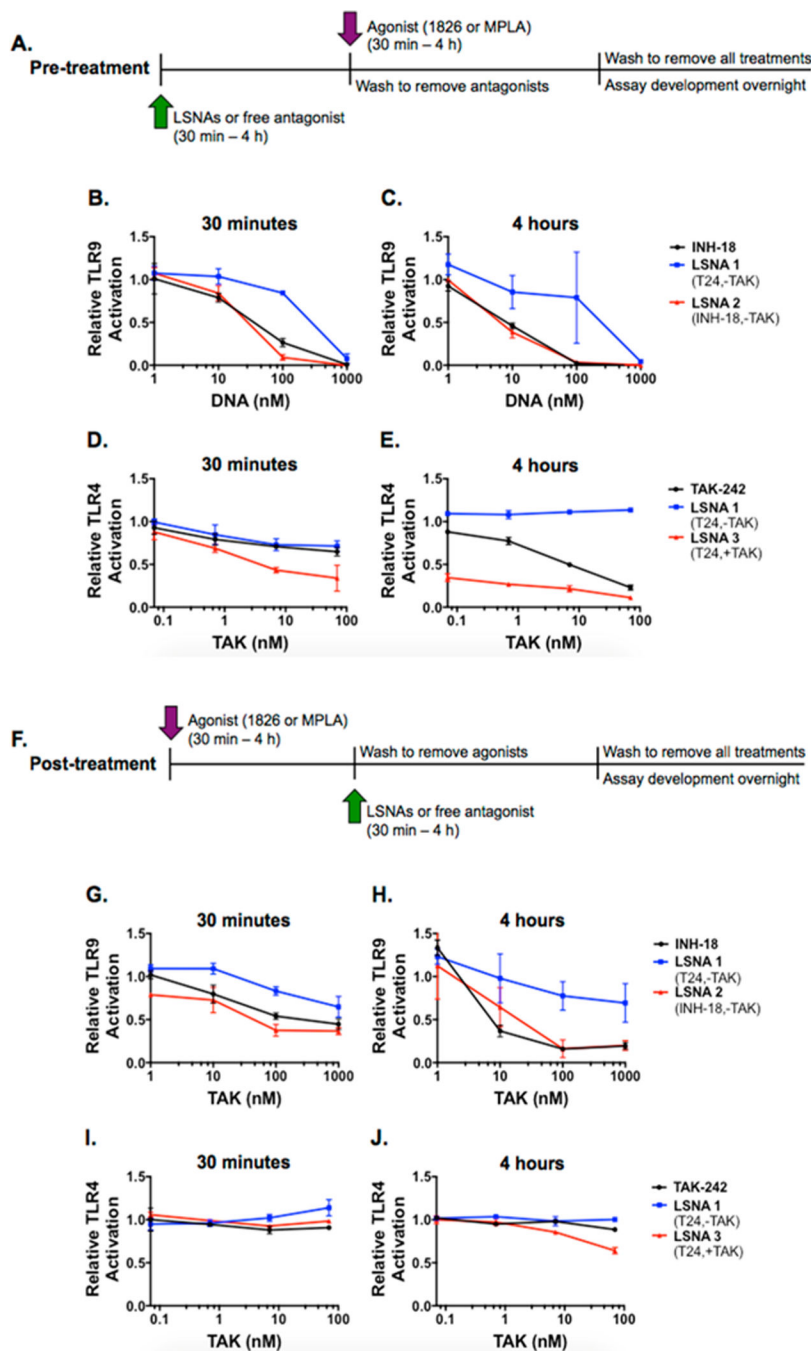 A.
Pre-treatment
Agonist (1826 or MPLA)
(30 min – 4 h)
Wash to remove antagonists
Wash to remove all treatments
Assay development overnight
LSNAs or free antagonist
(30 min – 4 h)
B.
30 minutes
Relative TLR9
Activation
1.5
1.0
0.5
0.0
1 10 100 1000
DNA (nM)
C.
4 hours
Relative TLR9
Activation
1.5
1.0
0.5
0.0
1 10 100 1000
DNA (nM)
INH-18
LSNA 1
(T24,-TAK)
LSNA 2
(INH-18,-TAK)
D.
30 minutes
Relative TLR4
Activation
1.5
1.0
0.5
0.0
0.1 1 10 100
TAK (nM)
E.
4 hours
Relative TLR4
Activation
1.5
1.0
0.5
0.0
0.1 1 10 100
TAK (nM)
TAK-242
LSNA 1
(T24,-TAK)
LSNA 3
(T24,+TAK)
F.
Post-treatment
Agonist (1826 or MPLA)
(30 min – 4 h)
Wash to remove agonists
Wash to remove all treatments
Assay development overnight
LSNAs or free antagonist
(30 min – 4 h)
G.
30 minutes
Relative TLR9
Activation
1.5
1.0
0.5
0.0
1 10 100 1000
TAK (nM)
H.
4 hours
Relative TLR9
Activation
1.5
1.0
0.5
0.0
1 10 100 1000
TAK (nM)
INH-18
LSNA 1
(T24,-TAK)
LSNA 2
(INH-18,-TAK)
I.
30 minutes
Relative TLR4
Activation
1.5
1.0
0.5
0.0
0.1 1 10 100
TAK (nM)
J.
4 hours
Relative TLR4
Activation
1.5
1.0
0.5
0.0
0.1 1 10 100
TAK (nM)
TAK-242
LSNA 1
(T24,-TAK)
LSNA 3
(T24,+TAK)